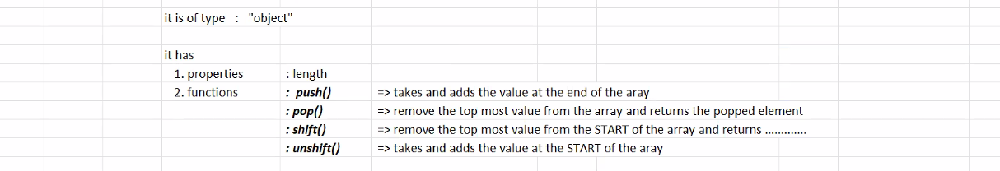 it is of type : "object"
it has
1. properties : length
2. functions : push() => takes and adds the value at the end of the aray
: pop() => remove the top most value from the array and returns the popped element
: shift() => remove the top most value from the START of the array and returns .............
: unshift() => takes and adds the value at the START of the aray